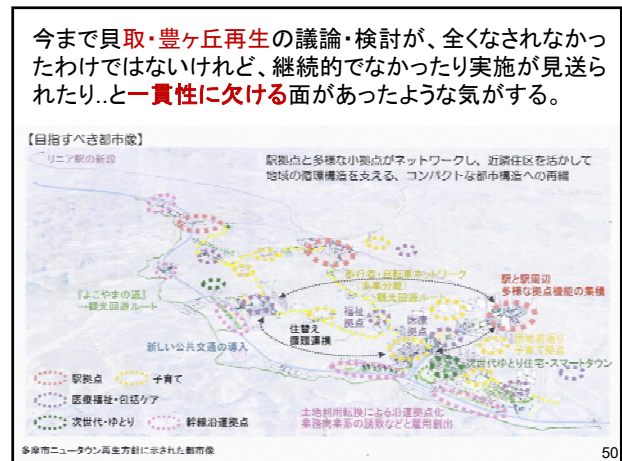 今まで貝取・豊ヶ丘再生の議論・検討が、全くなされなかっ
たわけではないけれど、継続的でなかったり実施が見送ら
れたり..と一貫性に欠ける面があったような気がする。
【目指すべき都市像】
リニア駅の新設
駅拠点と多様な小拠点がネットワークし、近隣住区を活かして
地域の循環構造を支える、コンパクトな都市構造への再編
歩行者・自転車ネットワーク
→観光回遊ルート
駅と駅周辺
多様な拠点機能の集積
『よこやまの道』
→観光回遊ルート
福祉
拠点
医療
拠点
住替え
循環連携
子育て拠点
新しい公共交通の導入
次世代ゆとり住宅・スマートタウン
駅拠点
子育て
医療福祉・包括ケア
次世代・ゆとり
幹線沿道拠点
土地利用転換による沿道拠点化
業務商業系の誘致などと雇用創出
多摩市ニュータウン再生方針に示された都市像
50